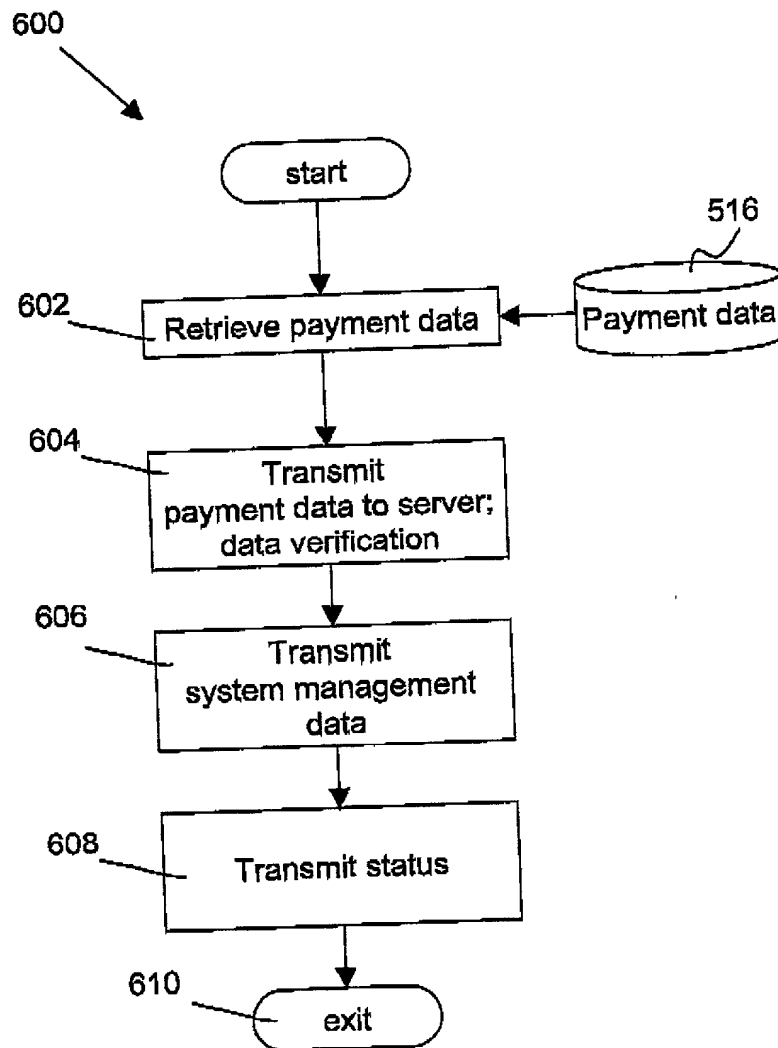 600
start
516
602
Retrieve payment data
Payment data
604
Transmit
payment data to server;
data verification
606
Transmit
system management
data
608
Transmit status
610
exit